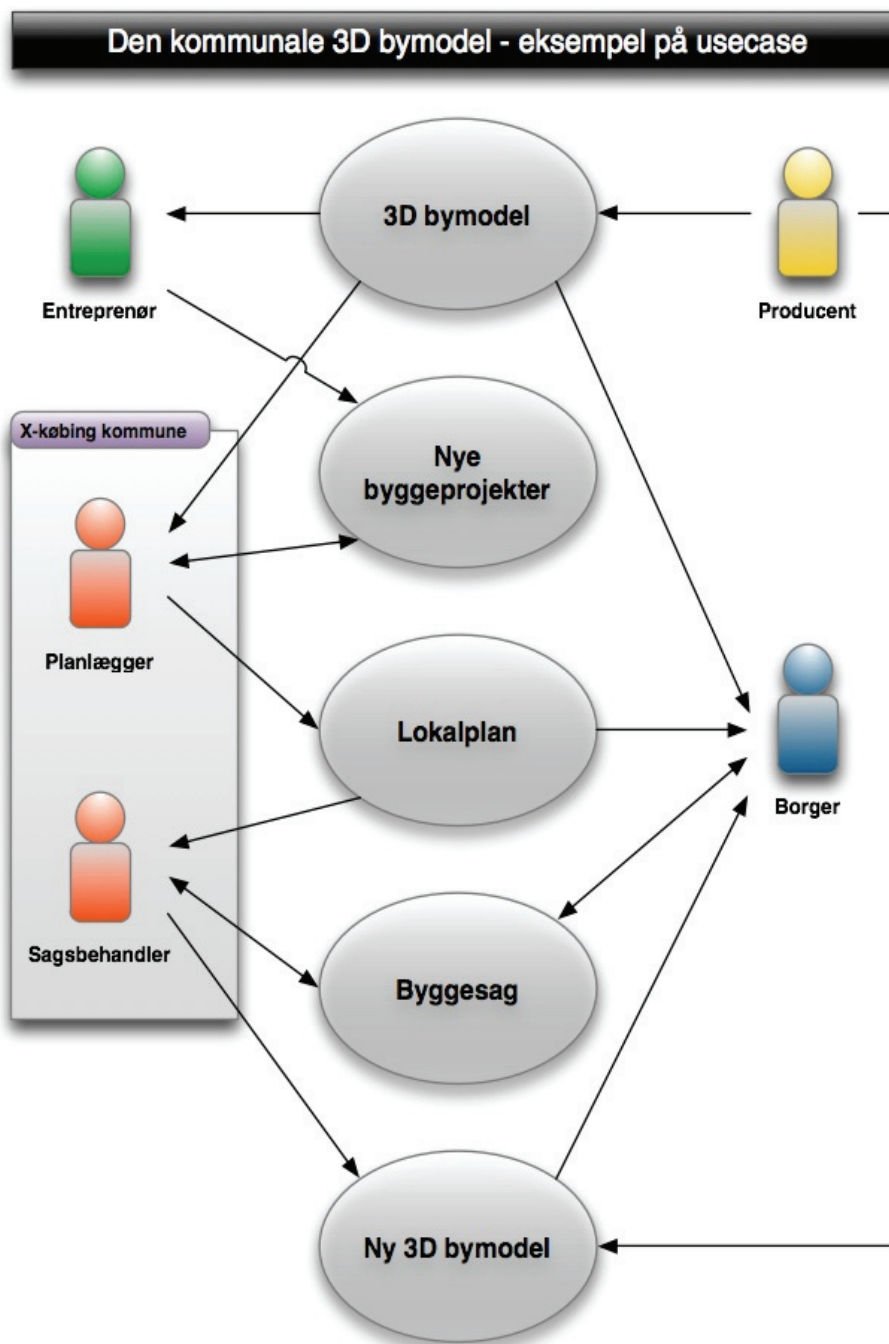 Den kommunale 3D bymodel - eksempel på usecase
3D bymodel
Entreprenør
Producent
X-købing kommune
Nye
byggeprojekter
Planlægger
Lokalplan
Borger
Sagsbehandler
Byggesag
Ny 3D bymodel